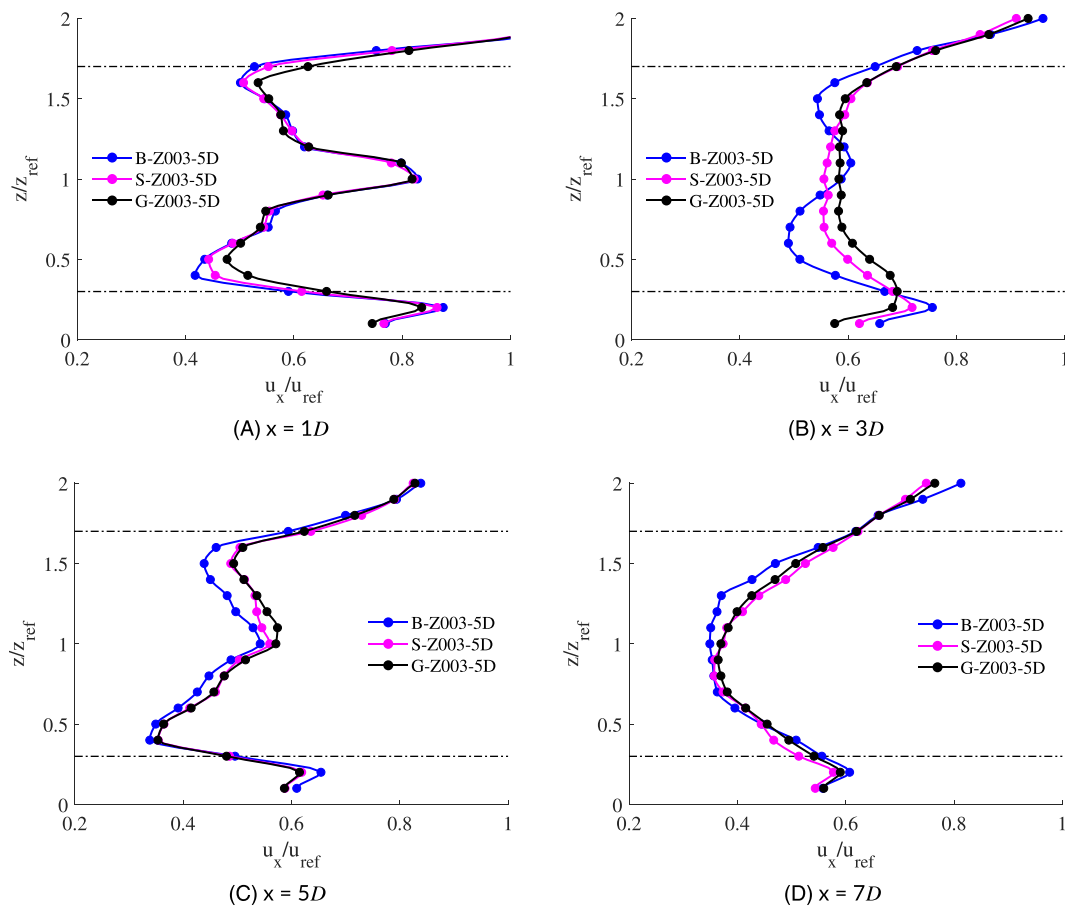 2
1.5
1
0.5
0
z/z_ref
B-Z003-5D
S-Z003-5D
G-Z003-5D
0.2 0.4 0.6 0.8 1
u_x/u_ref
(A) x = 1D
2
1.5
1
0.5
0
z/z_ref
B-Z003-5D
S-Z003-5D
G-Z003-5D
0.2 0.4 0.6 0.8 1
u_x/u_ref
(B) x = 3D
2
1.5
1
0.5
0
z/z_ref
B-Z003-5D
S-Z003-5D
G-Z003-5D
0.2 0.4 0.6 0.8 1
u_x/u_ref
(C) x = 5D
2
1.5
1
0.5
0
z/z_ref
B-Z003-5D
S-Z003-5D
G-Z003-5D
0.2 0.4 0.6 0.8 1
u_x/u_ref
(D) x = 7D